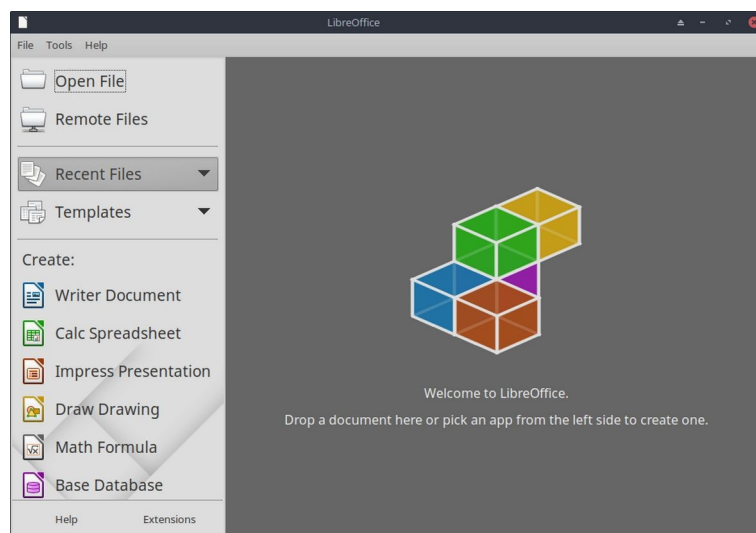 LibreOffice
File Tools Help
Open File
Remote Files
Recent Files
Templates
Create:
Writer Document
Calc Spreadsheet
Impress Presentation
Draw Drawing
Math Formula
Base Database
Help Extensions
Welcome to LibreOffice.
Drop a document here or pick an app from the left side to create one.